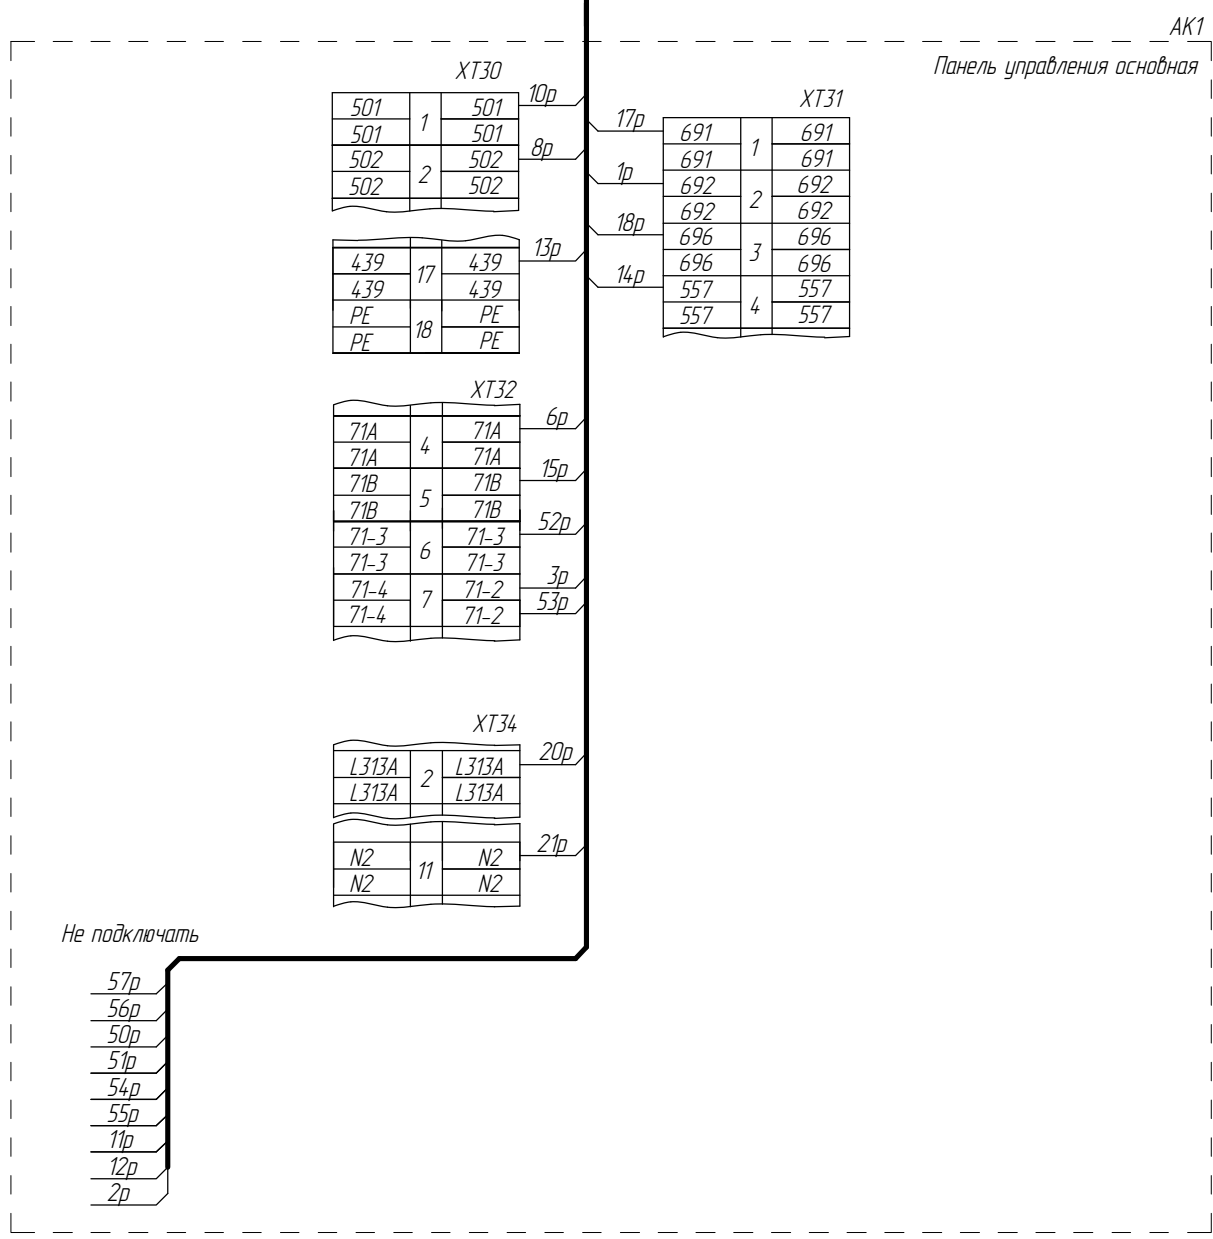 АК1
Панель управления основная
XT30
501 1 501 10р
501 501
502 2 502 8р
502 502
439 17 439 13р
439 439
PE 18 PE
PE PE
XT31
17р 691 1 691
691 691
1р 692 2 692
692 692
18р 696 3 696
696 696
14р 557 4 557
557 557
XT32
71A 4 71A 6р
71A 71A
71B 5 71B 15р
71B 71B
71-3 6 71-3 52р
71-3 71-3
71-4 7 71-2 3р
71-4 71-2 53р
XT34
L313A 2 L313A 20р
L313A L313A
N2 11 N2 21р
N2 N2
Не подключать
57р
56р
50р
51р
54р
55р
11р
12р
2р